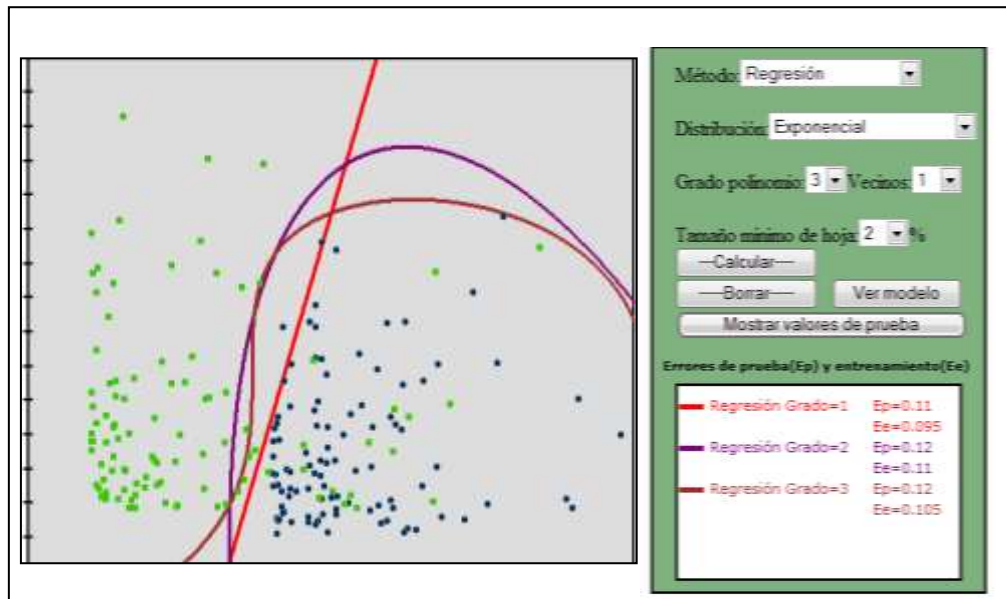 Método: Regresión
Distribución: Exponencial
Grado polinomio: 3 Vecinos: 1
Tamaño mínimo de hoja: 2 %
---Calcular---
---Borrar--- Ver modelo
Mostrar valores de prueba
Errores de prueba(Ep) y entrenamiento(Ee)
Regresión Grado=1 Ep=0.11
Ee=0.095
Regresión Grado=2 Ep=0.12
Ee=0.11
Regresión Grado=3 Ep=0.12
Ee=0.105